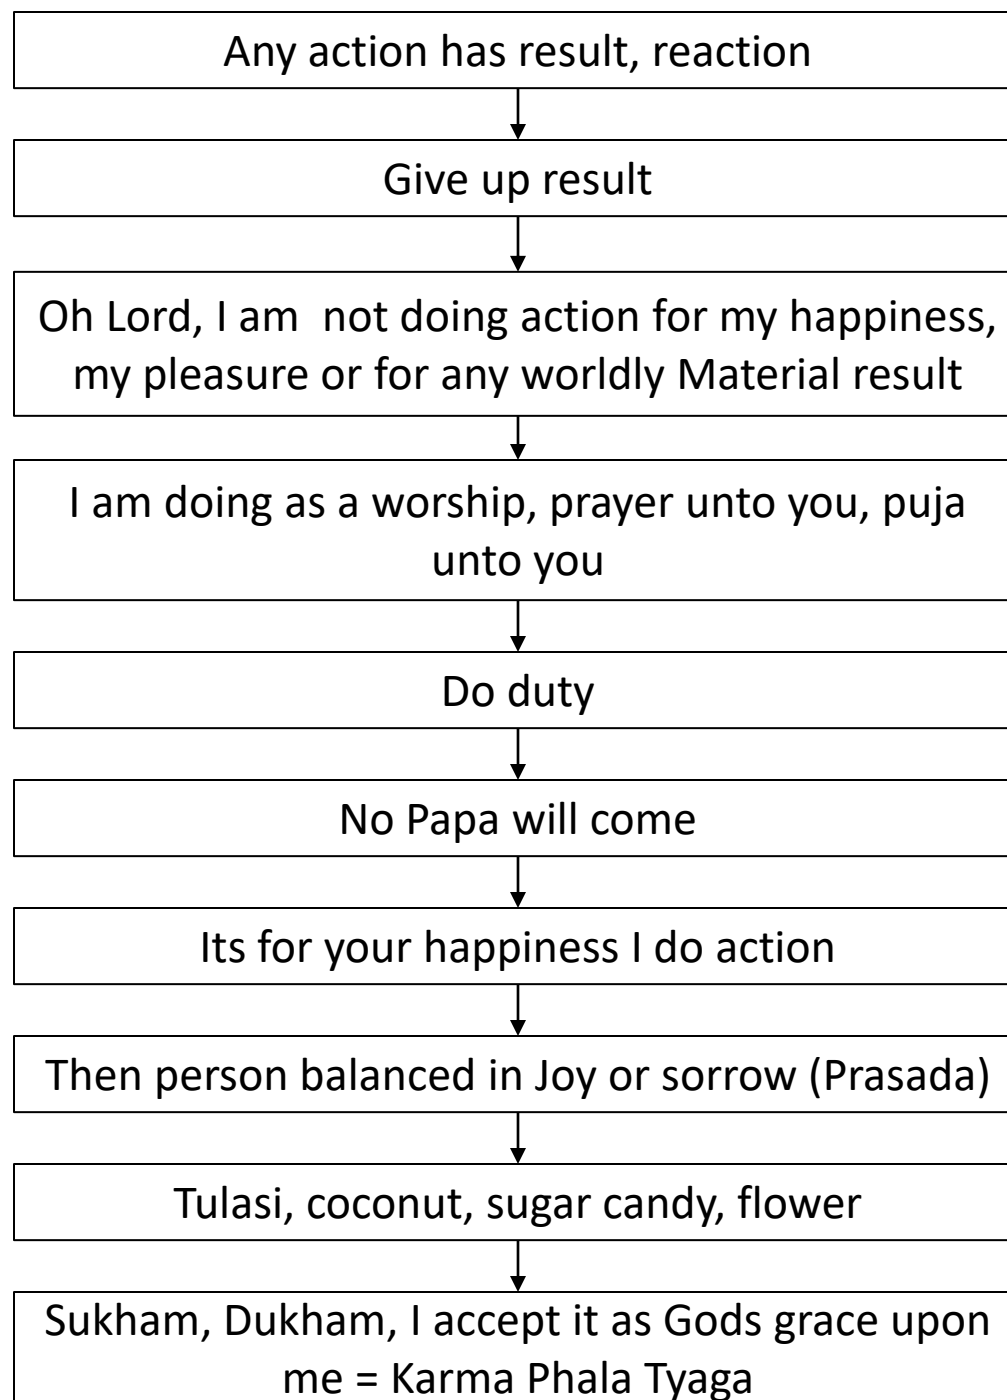 Any action has result, reaction
Give up result
Oh Lord, I am  not doing action for my happiness,
my pleasure or for any worldly Material result
I am doing as a worship, prayer unto you, puja
unto you
Do duty
No Papa will come
Its for your happiness I do action
Then person balanced in Joy or sorrow (Prasada)
Tulasi, coconut, sugar candy, flower
Sukham, Dukham, I accept it as Gods grace upon
me = Karma Phala Tyaga